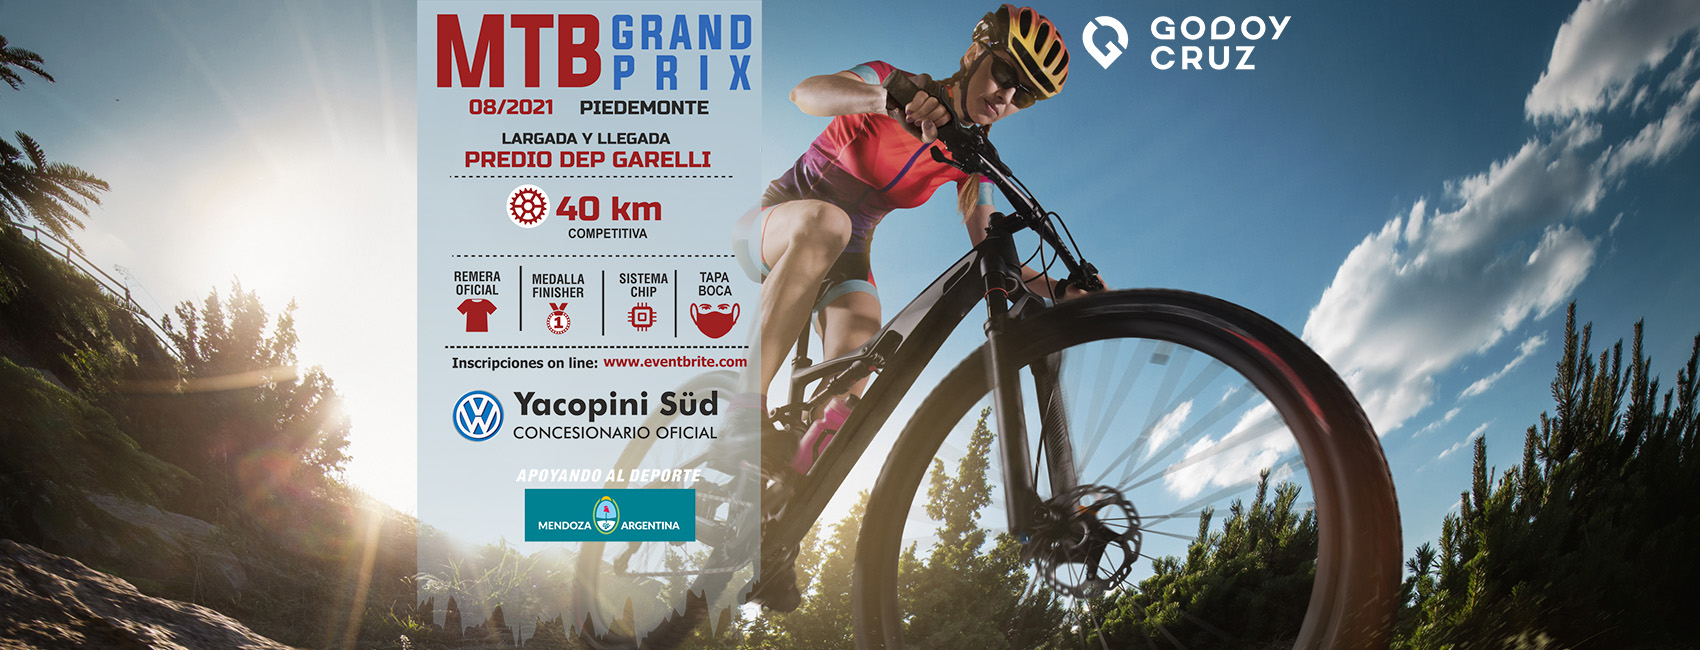 MTB GRAND PRIX
08/2021 PIEDEMONTE
LARGADA Y LLEGADA
PREDIO DEP GARELLI
40 km
COMPETITIVA
REMERA OFICIAL
MEDALLA FINISHER
1
SISTEMA CHIP
TAPA BOCA
Inscripciones on line: www.eventbrite.com
Yacopini Süd
CONCESIONARIO OFICIAL
APOYANDO AL DEPORTE
MENDOZA ARGENTINA
GODOY
CRUZ